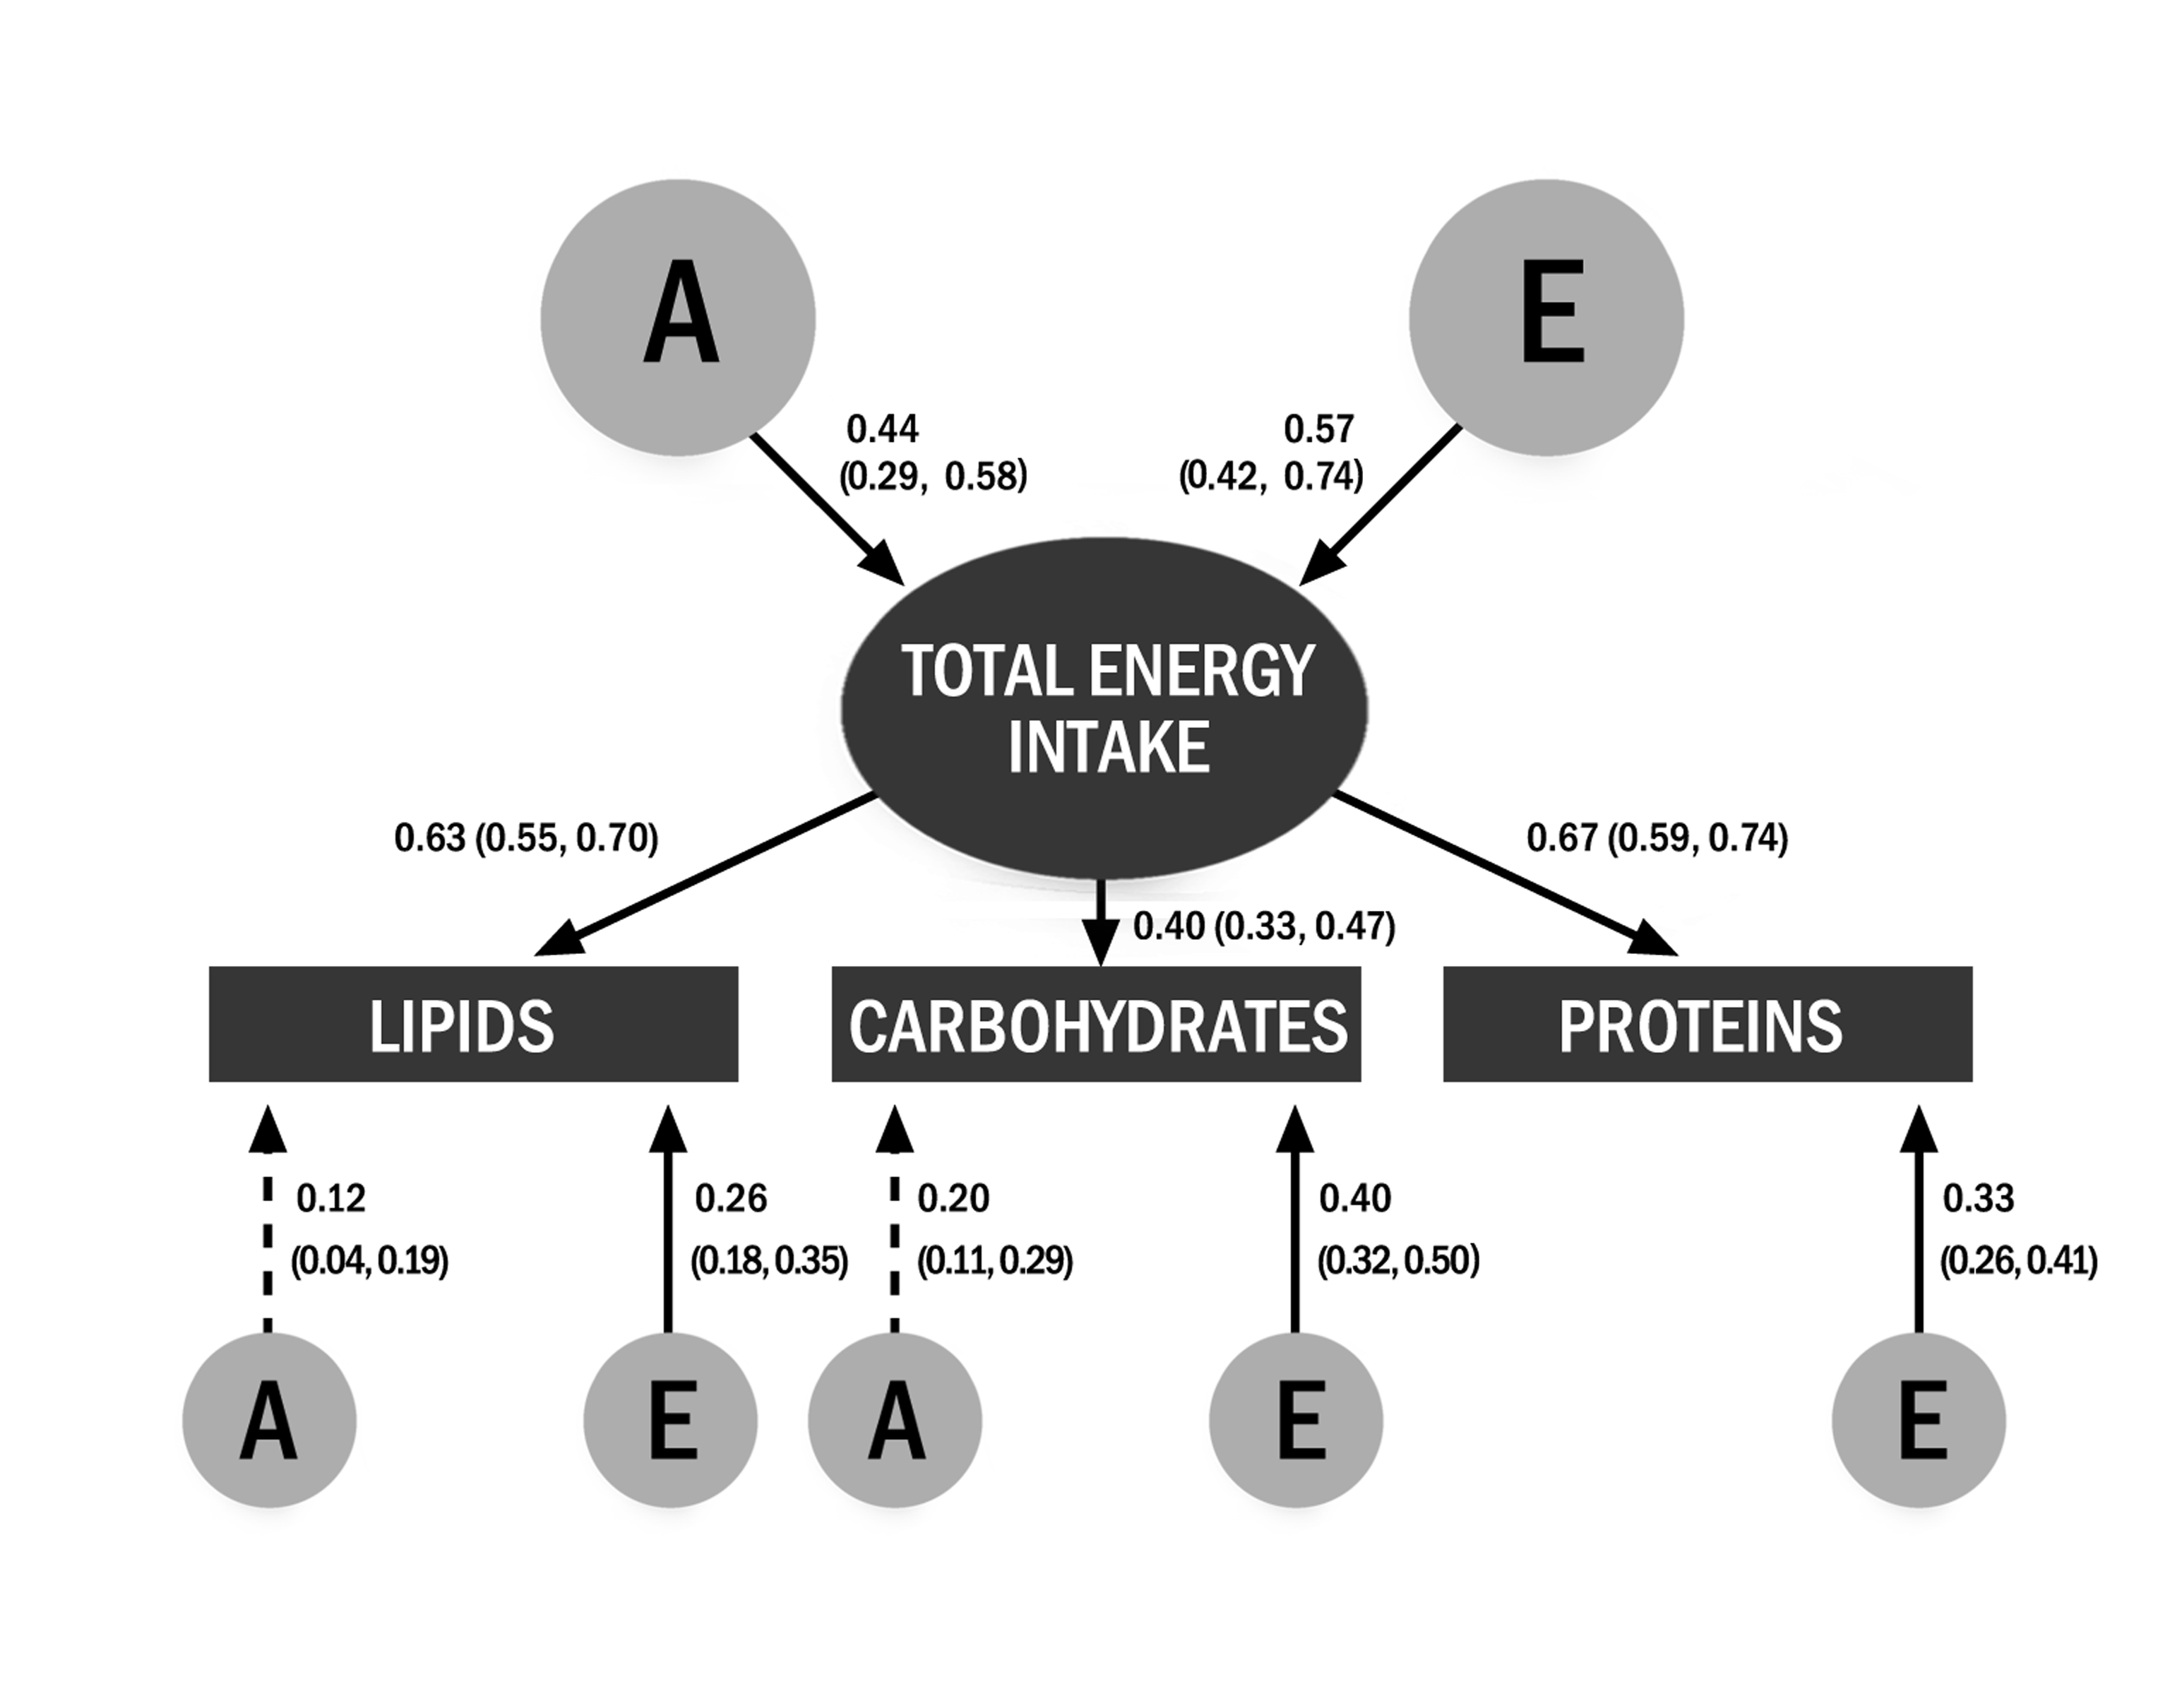 A
E
0.44
(0.29, 0.58)
0.57
(0.42, 0.74)
TOTAL ENERGY
INTAKE
0.63 (0.55, 0.70)
0.67 (0.59, 0.74)
0.40 (0.33, 0.47)
LIPIDS
CARBOHYDRATES
PROTEINS
0.12
(0.04, 0.19)
0.26
(0.18, 0.35)
0.20
(0.11, 0.29)
0.40
(0.32, 0.50)
0.33
(0.26, 0.41)
A
E
A
E
E